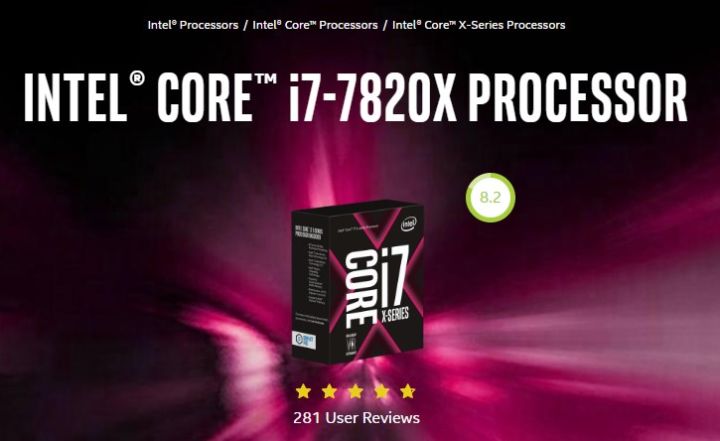 Intel® Processors / Intel® Core™ Processors / Intel® Core™ X-Series Processors
INTEL® CORE™ i7-7820X PROCESSOR
8.2
intel
CORE i7
X-SERIES
281 User Reviews